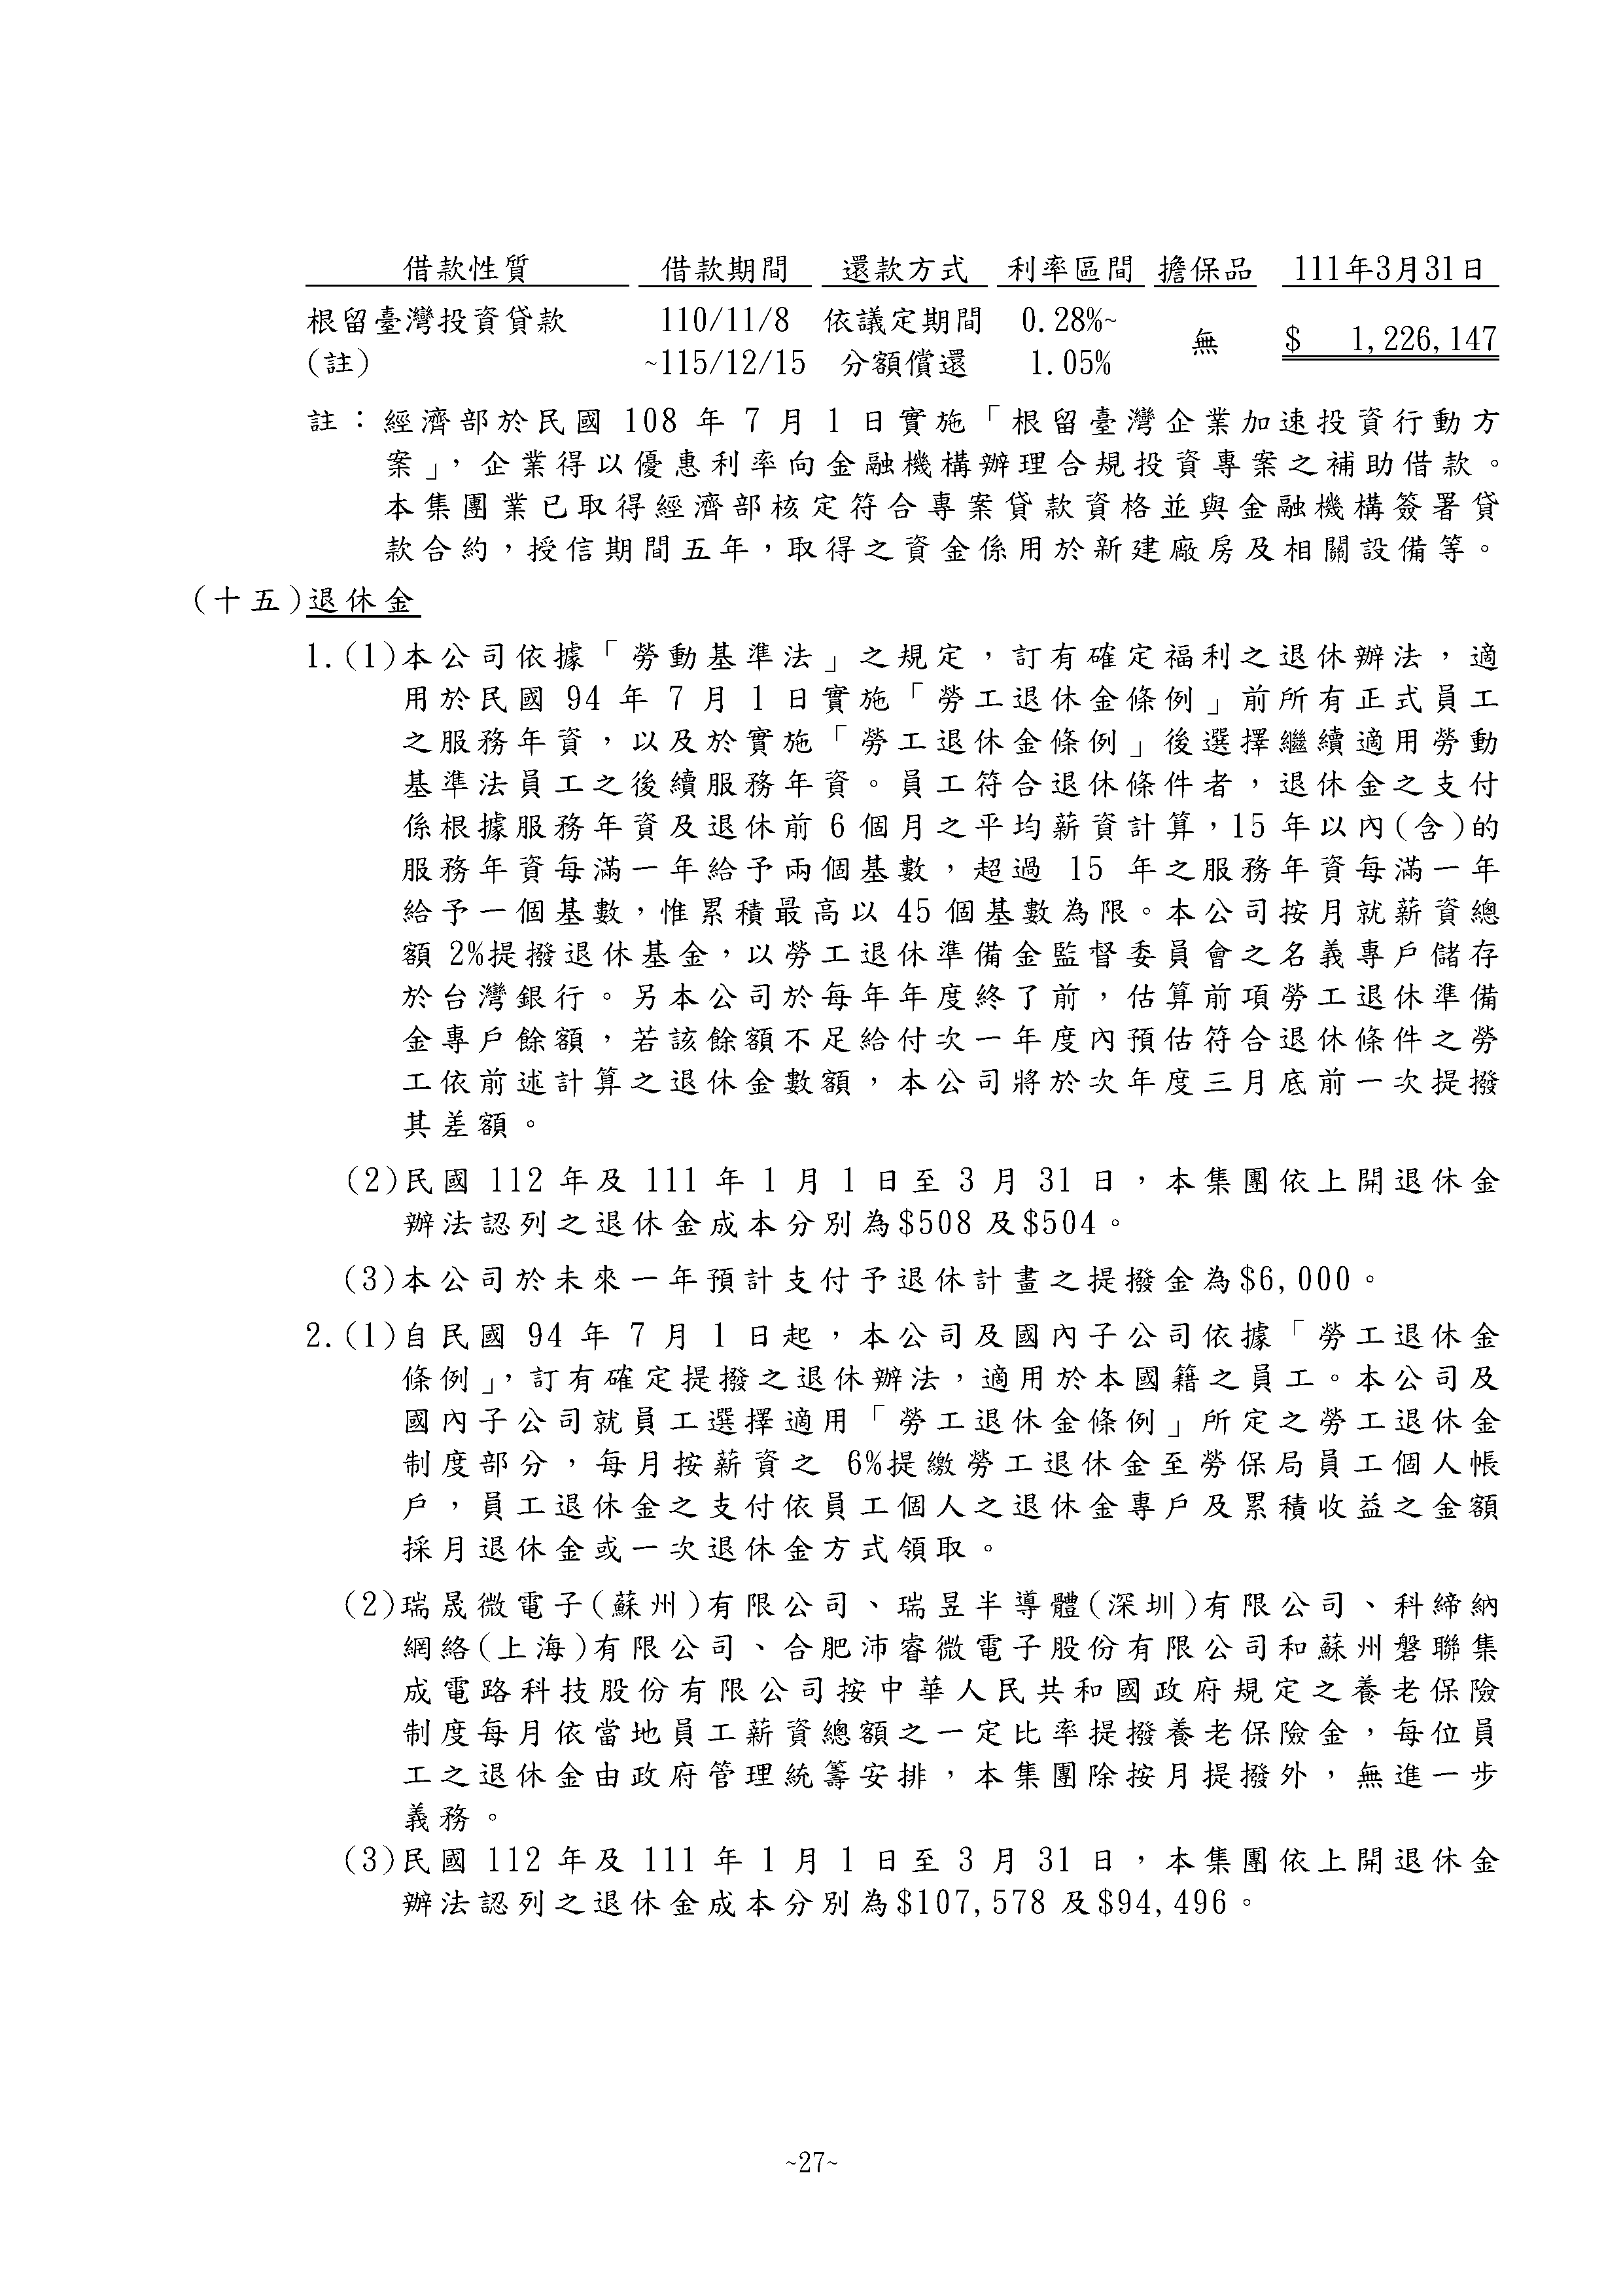 借款性質 借款期間 還款方式 利率區間 擔保品 111年3月31日
根留臺灣投資貸款 110/11/8 依議定期間 0.28%~
(註) ~115/12/15 分額償還 1.05% 無 $ 1,226,147
註：經濟部於民國 108 年 7 月 1 日實施「根留臺灣企業加速投資行動方
案」，企業得以優惠利率向金融機構辦理合規投資專案之補助借款。
本集團業已取得經濟部核定符合專案貸款資格並與金融機構簽署貸
款合約，授信期間五年，取得之資金係用於新建廠房及相關設備等。
(十五)退休金
1.(1)本公司依據「勞動基準法」之規定，訂有確定福利之退休辦法，適
用於民國 94 年 7 月 1 日實施「勞工退休金條例」前所有正式員工
之服務年資，以及於實施「勞工退休金條例」後選擇繼續適用勞動
基準法員工之後續服務年資。員工符合退休條件者，退休金之支付
係根據服務年資及退休前 6 個月之平均薪資計算，15 年以內(含)的
服務年資每滿一年給予兩個基數，超過 15 年之服務年資每滿一年
給予一個基數，惟累積最高以 45 個基數為限。本公司按月就薪資總
額 2%提撥退休基金，以勞工退休準備金監督委員會之名義專戶儲存
於台灣銀行。另本公司於每年年度終了前，估算前項勞工退休準備
金專戶餘額，若該餘額不足給付次一年度內預估符合退休條件之勞
工依前述計算之退休金數額，本公司將於次年度三月底前一次提撥
其差額。
(2)民國 112 年及 111 年 1 月 1 日至 3 月 31 日，本集團依上開退休金
辦法認列之退休金成本分別為$508 及$504。
(3)本公司於未來一年預計支付予退休計畫之提撥金為$6,000。
2.(1)自民國 94 年 7 月 1 日起，本公司及國內子公司依據「勞工退休金
條例」，訂有確定提撥之退休辦法，適用於本國籍之員工。本公司及
國內子公司就員工選擇適用「勞工退休金條例」所定之勞工退休金
制度部分，每月按薪資之 6%提繳勞工退休金至勞保局員工個人帳
戶，員工退休金之支付依員工個人之退休金專戶及累積收益之金額
採月退休金或一次退休金方式領取。
(2)瑞晟微電子(蘇州)有限公司、瑞昱半導體(深圳)有限公司、科締納
網絡(上海)有限公司、合肥沛睿微電子股份有限公司和蘇州磐聯集
成電路科技股份有限公司按中華人民共和國政府規定之養老保險
制度每月依當地員工薪資總額之一定比率提撥養老保險金，每位員
工之退休金由政府管理統籌安排，本集團除按月提撥外，無進一步
義務。
(3)民國 112 年及 111 年 1 月 1 日至 3 月 31 日，本集團依上開退休金
辦法認列之退休金成本分別為$107,578 及$94,496。
~27~